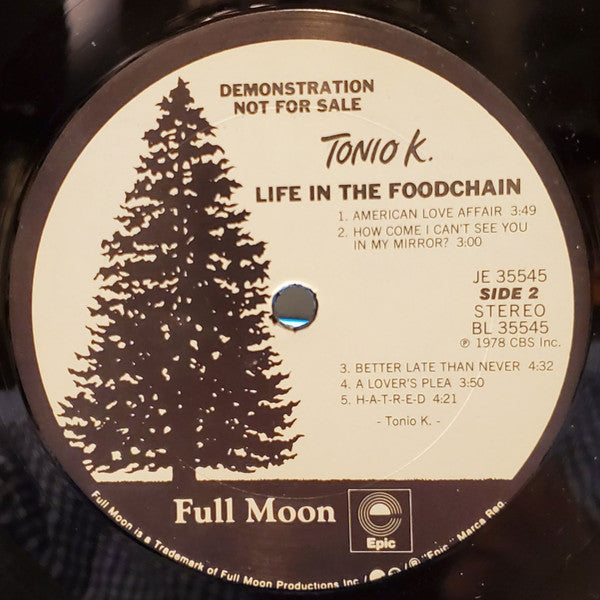 DEMONSTRATION
NOT FOR SALE
TONIO K.
LIFE IN THE FOODCHAIN
1. AMERICAN LOVE AFFAIR 3:49
2. HOW COME I CAN'T SEE YOU
IN MY MIRROR? 3:00
JE 35545
SIDE 2
STEREO
BL 35545
℗ 1978 CBS Inc.
3. BETTER LATE THAN NEVER 4:32
4. A LOVER'S PLEA 3:50
5. H-A-T-R-E-D 4:21
- Tonio K. -
Full Moon
Epic
Full Moon is a Trademark of Full Moon Productions Inc. / "Epic," Marca Reg.